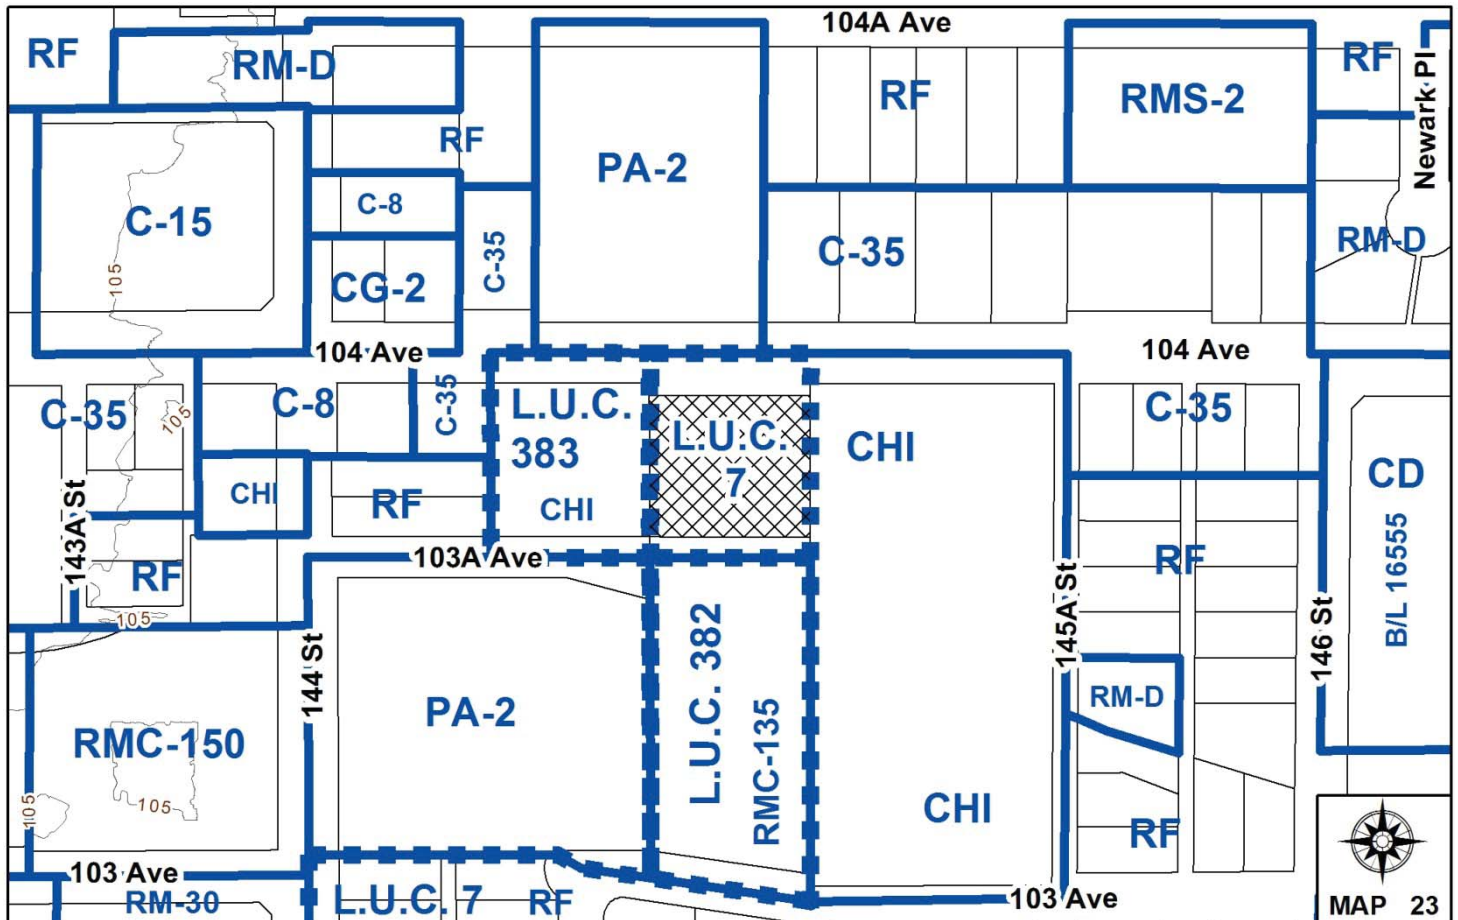 104A Ave
RF
RM-D
RF
RMS-2
RF
Newark Pl
RF
PA-2
C-15
C-8
C-35
C-35
RM-D
CG-2
105
104 Ave
104 Ave
C-35
105
C-8
C-35
L.U.C.
383
CHI
L.U.C.
7
CHI
C-35
CD
B/L 16555
143A St
CHI
RF
RF
103A Ave
RF
145A St
146 St
105
144 St
RMC-150
105
105
PA-2
L.U.C. 382
RMC-135
CHI
RM-D
RF
103 Ave
RM-30
L.U.C. 7
RF
103 Ave
MAP 23